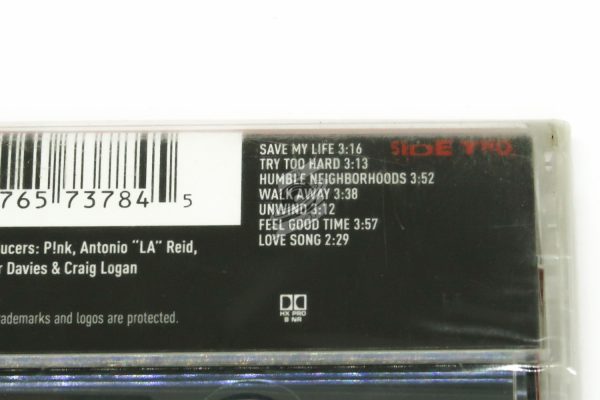 765 73784 5
ducers: P!nk, Antonio “LA” Reid,
r Davies & Craig Logan
rademarks and logos are protected.
SIDE TWO
SAVE MY LIFE 3:16
TRY TOO HARD 3:13
HUMBLE NEIGHBORHOODS 3:52
WALK AWAY 3:38
UNWIND 3:12
FEEL GOOD TIME 3:57
LOVE SONG 2:29
HX PRO
B NR